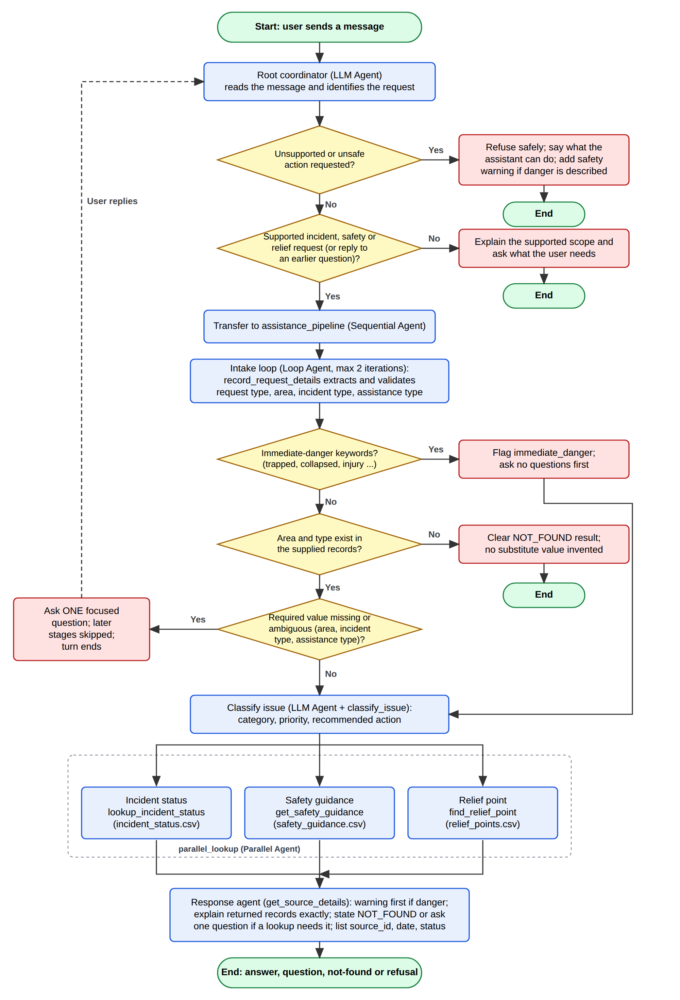 Start: user sends a message
Root coordinator (LLM Agent)
reads the message and identifies the request
Unsupported or unsafe
action requested?
Yes
Refuse safely; say what the
assistant can do; add safety
warning if danger is described
End
No
User replies
Supported incident, safety or
relief request (or reply to
an earlier question)?
No
Explain the supported scope and
ask what the user needs
End
Yes
Transfer to assistance_pipeline (Sequential Agent)
Intake loop (Loop Agent, max 2 iterations):
record_request_details extracts and validates
request type, area, incident type, assistance type
Immediate-danger keywords?
(trapped, collapsed, injury ...)
Yes
Flag immediate_danger;
ask no questions first
No
Area and type exist in
the supplied records?
No
Clear NOT_FOUND result;
no substitute value invented
End
Yes
Required value missing or
ambiguous (area, incident
type, assistance type)?
Yes
Ask ONE focused
question; later
stages skipped;
turn ends
No
Classify issue (LLM Agent + classify_issue):
category, priority, recommended action
Incident status
lookup_incident_status
(incident_status.csv)
Safety guidance
get_safety_guidance
(safety_guidance.csv)
Relief point
find_relief_point
(relief_points.csv)
parallel_lookup (Parallel Agent)
Response agent (get_source_details): warning first if danger;
explain returned records exactly; state NOT_FOUND or ask
one question if a lookup needs it; list source_id, date, status
End: answer, question, not-found or refusal